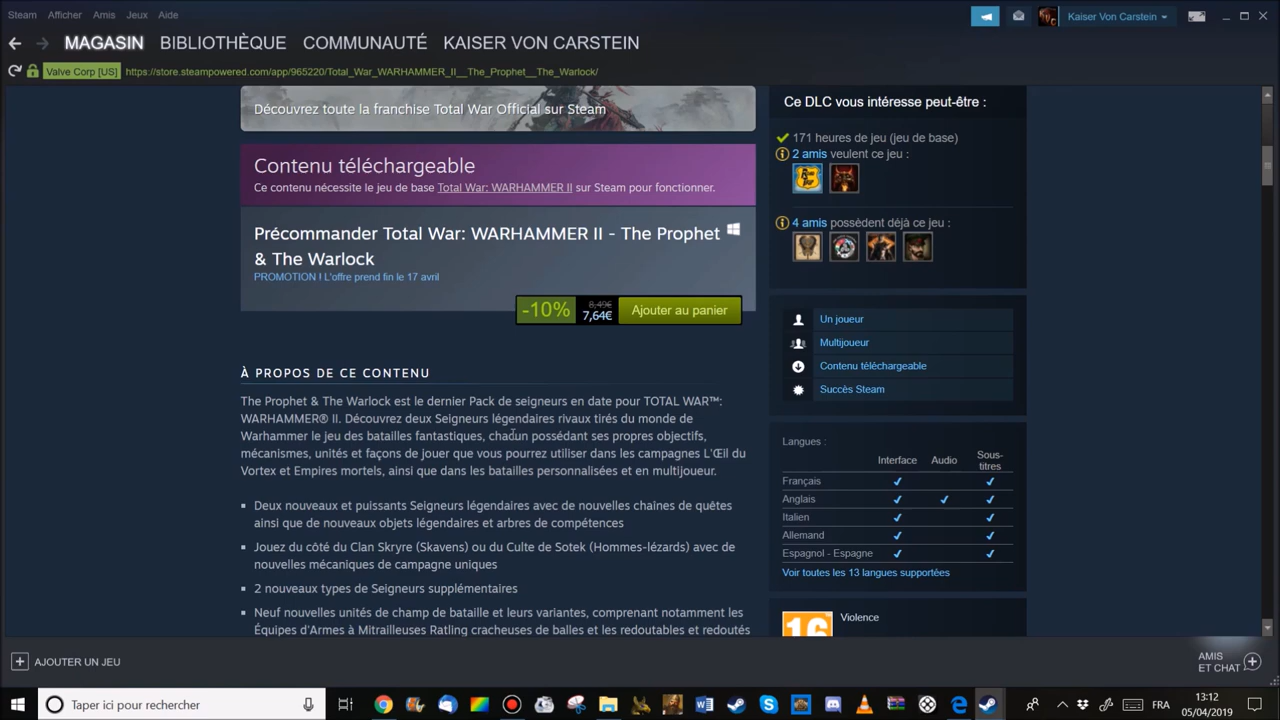 Steam Afficher Amis Jeux Aide
Kaiser Von Carstein
MAGASIN BIBLIOTHÈQUE COMMUNAUTÉ KAISER VON CARSTEIN
Valve Corp [US] https://store.steampowered.com/app/965220/Total_War_WARHAMMER_II__The_Prophet__The_Warlock/
Découvrez toute la franchise Total War Official sur Steam
Contenu téléchargeable
Ce contenu nécessite le jeu de base Total War: WARHAMMER II sur Steam pour fonctionner.
Précommander Total War: WARHAMMER II - The Prophet
& The Warlock
PROMOTION ! L'offre prend fin le 17 avril
-10%
8,49€
7,64€
Ajouter au panier
À PROPOS DE CE CONTENU
The Prophet & The Warlock est le dernier Pack de seigneurs en date pour TOTAL WAR™:
WARHAMMER® II. Découvrez deux Seigneurs légendaires rivaux tirés du monde de
Warhammer le jeu des batailles fantastiques, chacun possédant ses propres objectifs,
mécanismes, unités et façons de jouer que vous pourrez utiliser dans les campagnes L'Œil du
Vortex et Empires mortels, ainsi que dans les batailles personnalisées et en multijoueur.
Deux nouveaux et puissants Seigneurs légendaires avec de nouvelles chaînes de quêtes
ainsi que de nouveaux objets légendaires et arbres de compétences
Jouez du côté du Clan Skryre (Skavens) ou du Culte de Sotek (Hommes-lézards) avec de
nouvelles mécaniques de campagne uniques
2 nouveaux types de Seigneurs supplémentaires
Neuf nouvelles unités de champ de bataille et leurs variantes, comprenant notamment les
Équipes d'Armes à Mitrailleuses Ratling cracheuses de balles et les redoutables et redoutés
Ce DLC vous intéresse peut-être :
171 heures de jeu (jeu de base)
2 amis veulent ce jeu :
4 amis possèdent déjà ce jeu :
Un joueur
Multijoueur
Contenu téléchargeable
Succès Steam
Langues :
Interface Audio Sous-
titres
Français
Anglais
Italien
Allemand
Espagnol - Espagne
Voir toutes les 13 langues supportées
16
Violence
AJOUTER UN JEU
AMIS
ET CHAT
Taper ici pour rechercher
FRA
13:12
05/04/2019